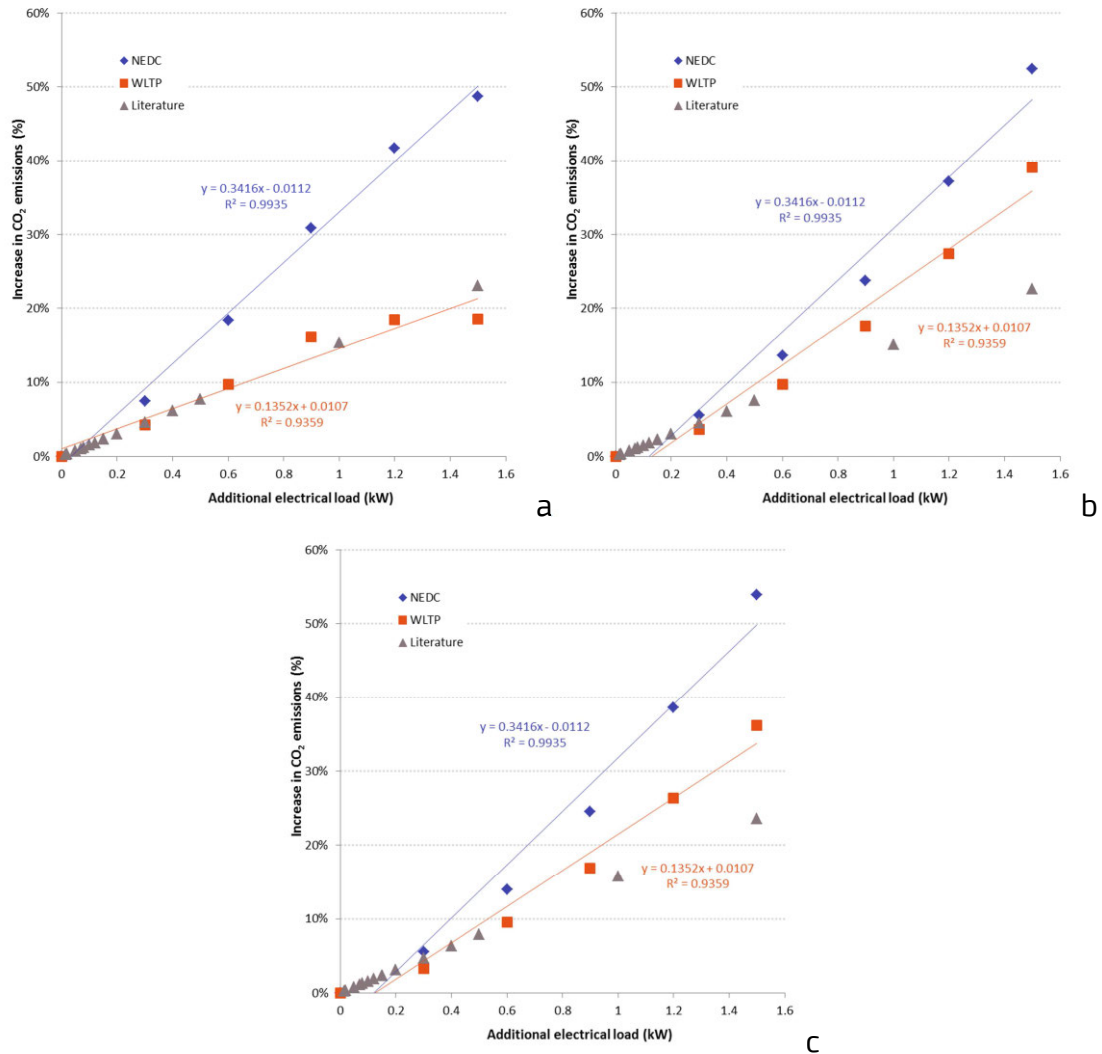 60%
50%
40%
30%
20%
10%
0%
Increase in CO2 emissions (%)
NEDC
WLTP
Literature
y = 0.3416x - 0.0112
R² = 0.9935
y = 0.1352x + 0.0107
R² = 0.9359
0 0.2 0.4 0.6 0.8 1 1.2 1.4 1.6
Additional electrical load (kW)
a
60%
50%
40%
30%
20%
10%
0%
Increase in CO2 emissions (%)
NEDC
WLTP
Literature
y = 0.3416x - 0.0112
R² = 0.9935
y = 0.1352x + 0.0107
R² = 0.9359
0 0.2 0.4 0.6 0.8 1 1.2 1.4 1.6
Additional electrical load (kW)
b
60%
50%
40%
30%
20%
10%
0%
Increase in CO2 emissions (%)
NEDC
WLTP
Literature
y = 0.3416x - 0.0112
R² = 0.9935
y = 0.1352x + 0.0107
R² = 0.9359
0 0.2 0.4 0.6 0.8 1 1.2 1.4 1.6
Additional electrical load (kW)
c